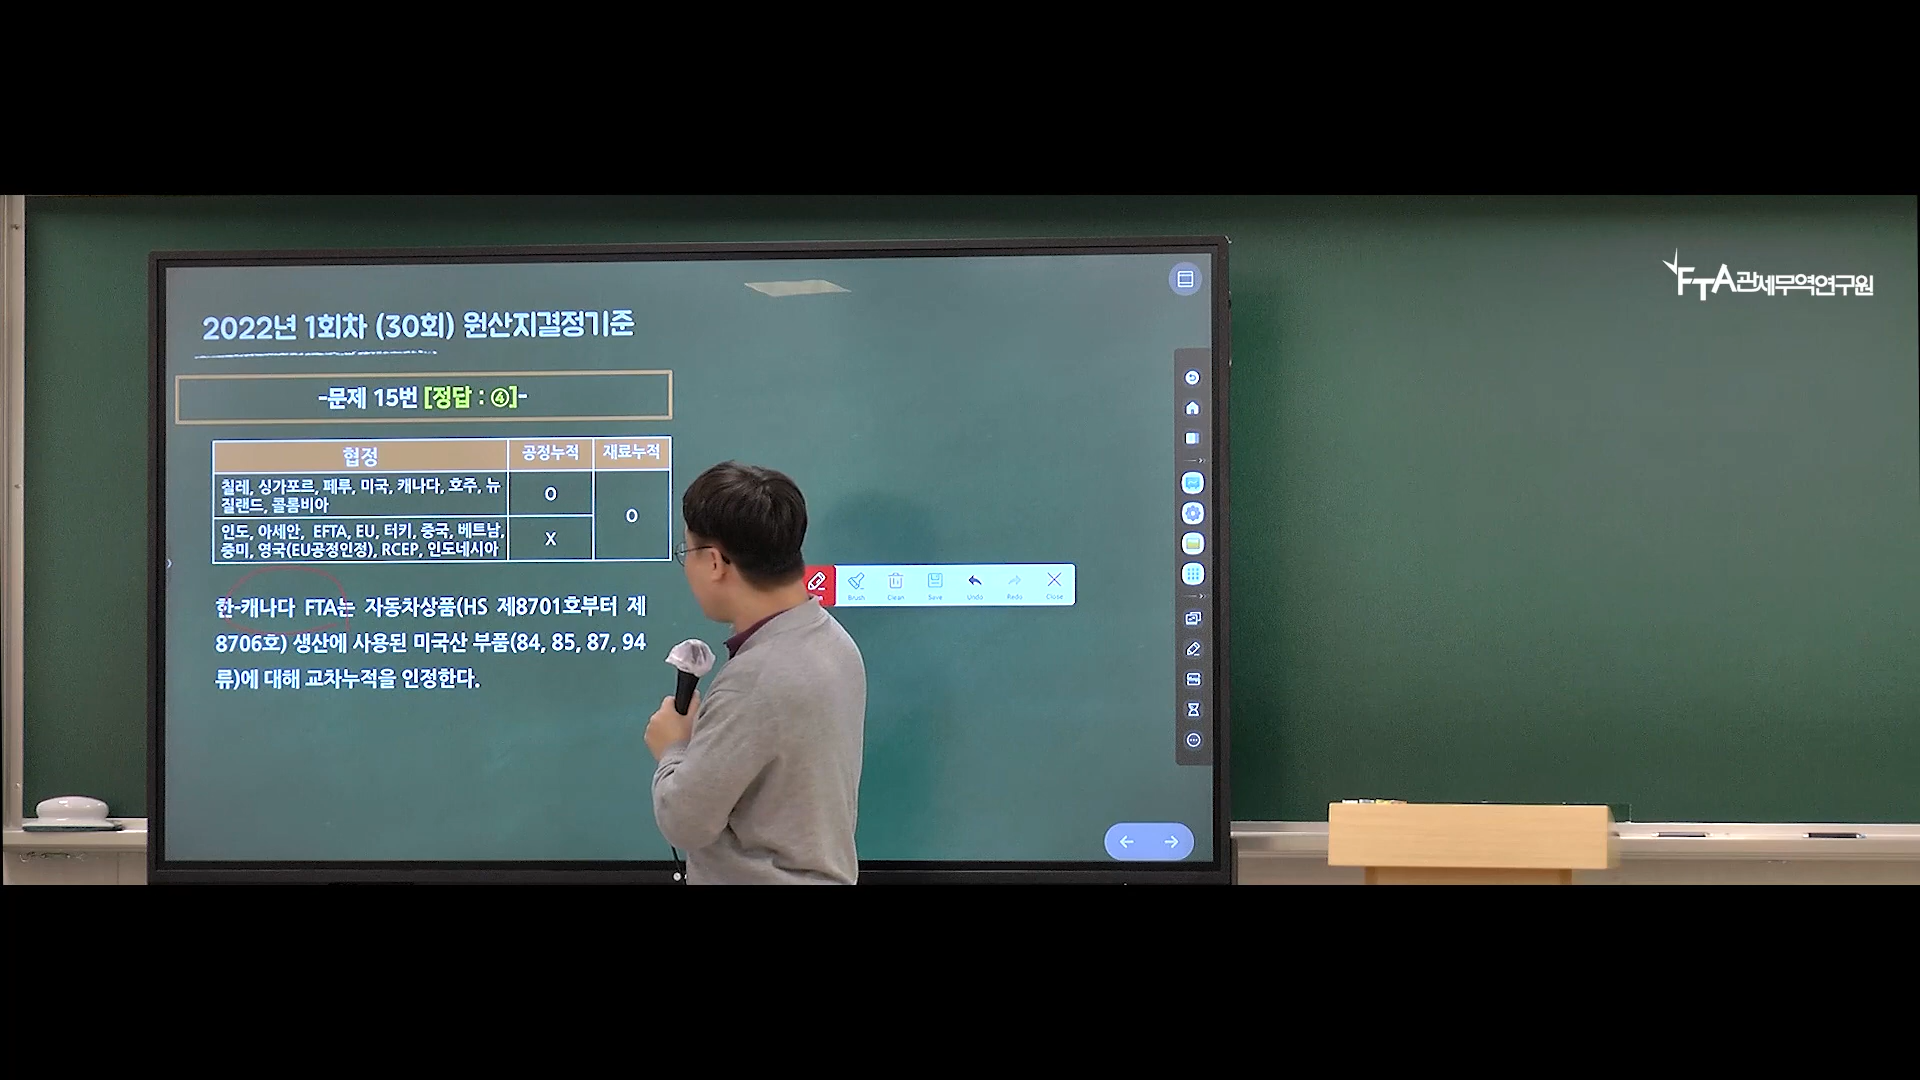 FTA관세무역연구원
2022년 1회차 (30회) 원산지결정기준
-문제 15번 [정답 : ④]-
협정 공정누적 재료누적
칠레, 싱가포르, 페루, 미국, 캐나다, 호주, 뉴
질랜드, 콜롬비아
O
O
인도, 아세안, EFTA, EU, 터키, 중국, 베트남,
중미, 영국(EU공정인정), RCEP, 인도네시아
X
한-캐나다 FTA는 자동차상품(HS 제8701호부터 제
8706호) 생산에 사용된 미국산 부품(84, 85, 87, 94
류)에 대해 교차누적을 인정한다.
Brush Clean Save Undo Redo Close